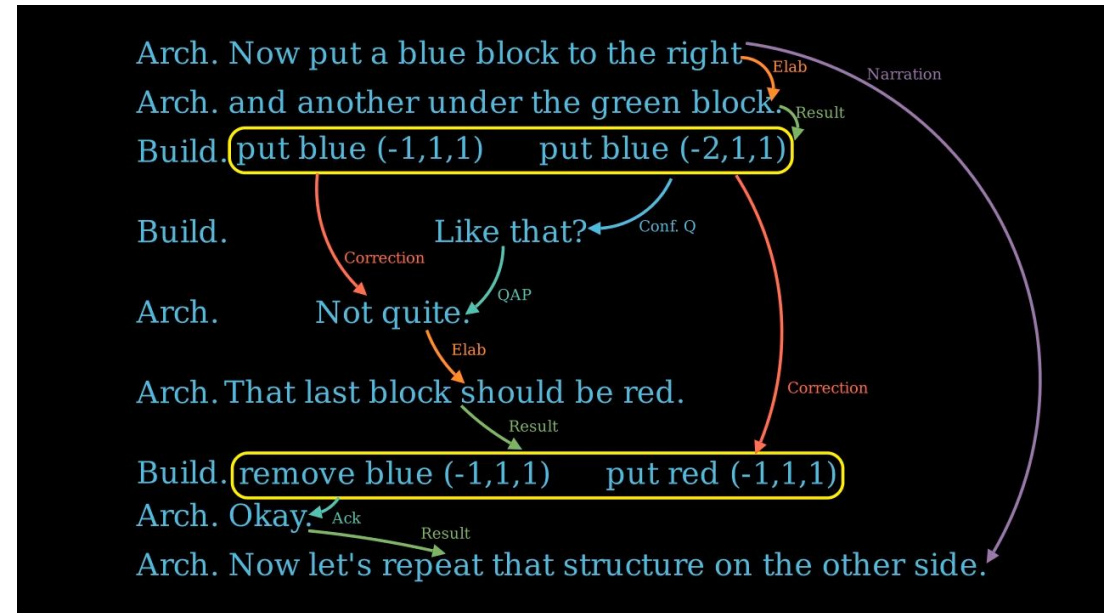 Arch. Now put a blue block to the right
Elab
Narration
Arch. and another under the green block.
Result
Build. put blue (-1,1,1) put blue (-2,1,1)
Build. Like that?
Conf. Q
Correction
QAP
Arch. Not quite.
Elab
Arch. That last block should be red.
Correction
Result
Build. remove blue (-1,1,1) put red (-1,1,1)
Arch. Okay.
Ack
Result
Arch. Now let's repeat that structure on the other side.